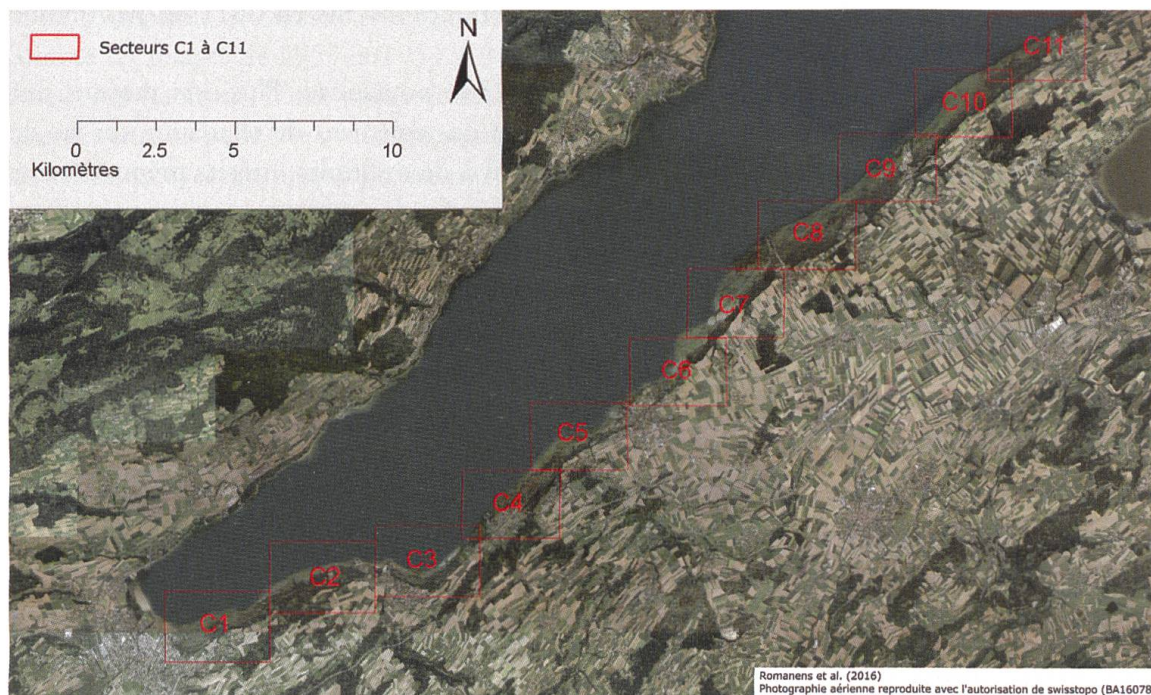 Secteurs C1 à C11
N
0 2.5 5 10
Kilomètres
C11
C10
C9
C8
C7
C6
C5
C4
C3
C2
C1
Romanens et al. (2016)
Photographie aérienne reproduite avec l'autorisation de swisstopo (BA16078